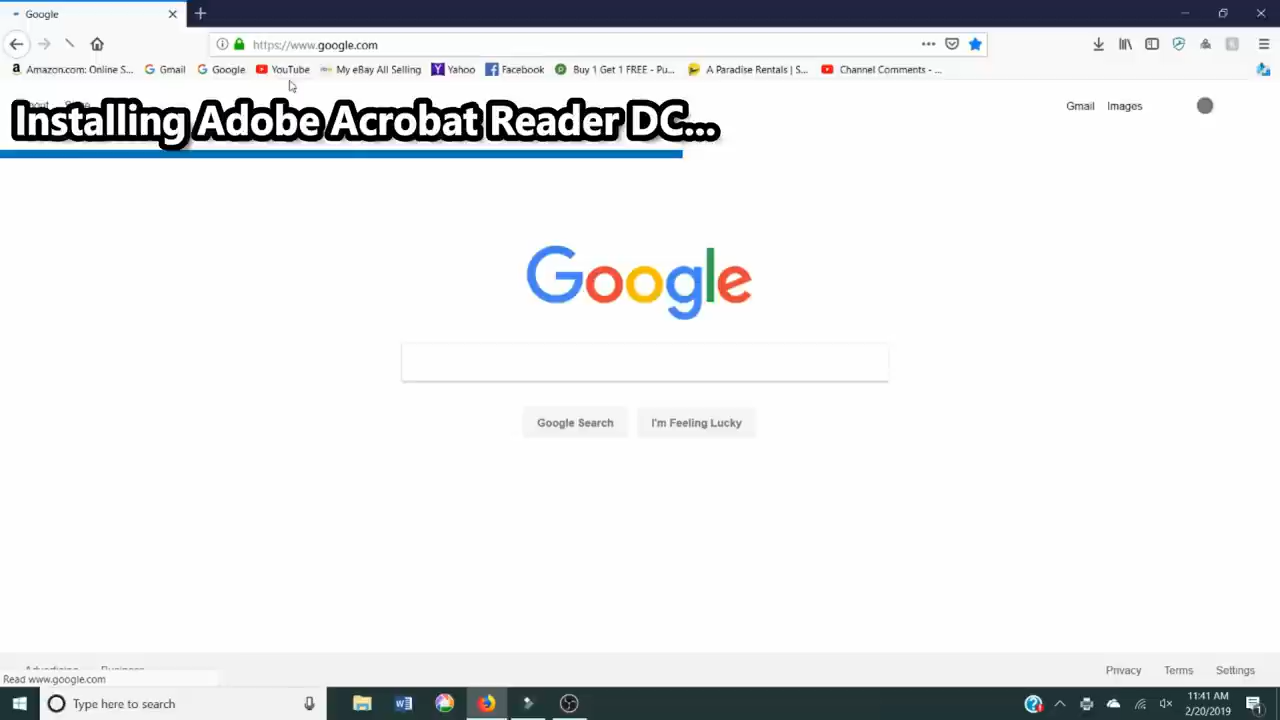 Google
https://www.google.com
Amazon.com: Online S...
Gmail
Google
YouTube
My eBay All Selling
Yahoo
Facebook
Buy 1 Get 1 FREE - Pu...
A Paradise Rentals | S...
Channel Comments - ...
Installing Adobe Acrobat Reader DC...
Gmail
Images
Google
Google Search
I'm Feeling Lucky
Advertising
Business
Privacy
Terms
Settings
Read www.google.com
Type here to search
11:41 AM
2/20/2019